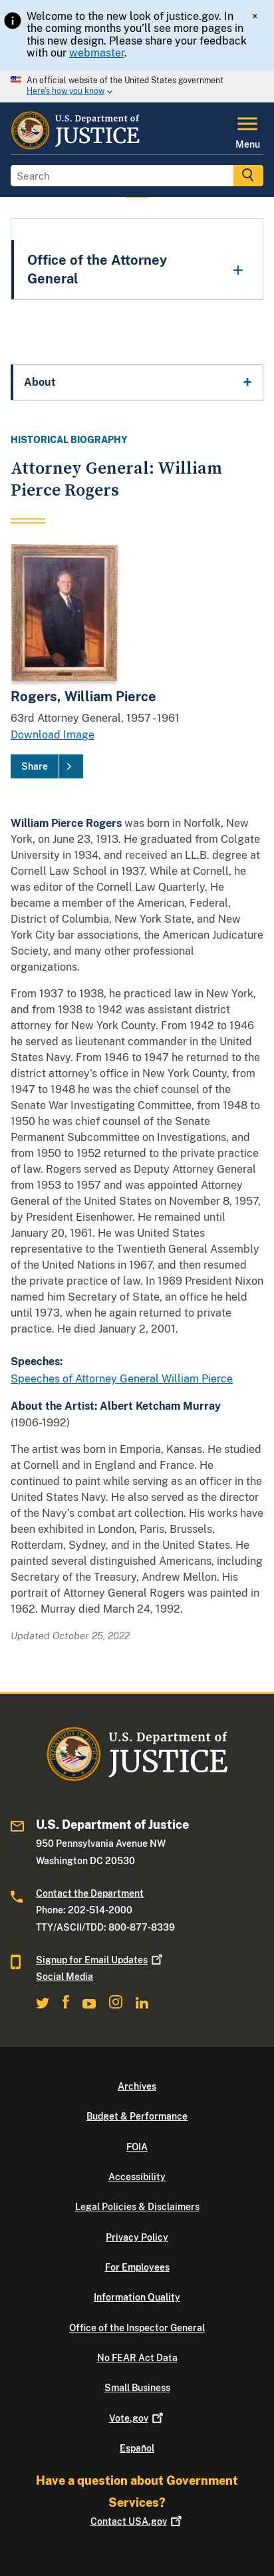 Welcome to the new look of justice.gov. In
the coming months you'll see more pages in
this new design. Please share your feedback
with our webmaster.
×
An official website of the United States government
Here's how you know
U.S. Department of
JUSTICE
Menu
Search
Office of the Attorney
General
+
About
+
HISTORICAL BIOGRAPHY
Attorney General: William
Pierce Rogers
Rogers, William Pierce
63rd Attorney General, 1957 - 1961
Download Image
Share
William Pierce Rogers was born in Norfolk, New
York, on June 23, 1913. He graduated from Colgate
University in 1934, and received an LL.B. degree at
Cornell Law School in 1937. While at Cornell, he
was editor of the Cornell Law Quarterly. He
became a member of the American, Federal,
District of Columbia, New York State, and New
York City bar associations, the American Judicature
Society, and many other professional
organizations.
From 1937 to 1938, he practiced law in New York,
and from 1938 to 1942 was assistant district
attorney for New York County. From 1942 to 1946
he served as lieutenant commander in the United
States Navy. From 1946 to 1947 he returned to the
district attorney's office in New York County, from
1947 to 1948 he was the chief counsel of the
Senate War Investigating Committee, from 1948 to
1950 he was chief counsel of the Senate
Permanent Subcommittee on Investigations, and
from 1950 to 1952 returned to the private practice
of law. Rogers served as Deputy Attorney General
from 1953 to 1957 and was appointed Attorney
General of the United States on November 8, 1957,
by President Eisenhower. He remained until
January 20, 1961. He was United States
representative to the Twentieth General Assembly
of the United Nations in 1967, and then resumed
the private practice of law. In 1969 President Nixon
named him Secretary of State, an office he held
until 1973, when he again returned to private
practice. He died January 2, 2001.
Speeches:
Speeches of Attorney General William Pierce
About the Artist: Albert Ketcham Murray
(1906-1992)
The artist was born in Emporia, Kansas. He studied
at Cornell and in England and France. He
continued to paint while serving as an officer in the
United States Navy. He also served as the director
of the Navy's combat art collection. His works have
been exhibited in London, Paris, Brussels,
Rotterdam, Sydney, and in the United States. He
painted several distinguished Americans, including
Secretary of the Treasury, Andrew Mellon. His
portrait of Attorney General Rogers was painted in
1962. Murray died March 24, 1992.
Updated October 25, 2022
U.S. Department of
JUSTICE
U.S. Department of Justice
950 Pennsylvania Avenue NW
Washington DC 20530
Contact the Department
Phone: 202-514-2000
TTY/ASCII/TDD: 800-877-8339
Signup for Email Updates
Social Media
Archives
Budget & Performance
FOIA
Accessibility
Legal Policies & Disclaimers
Privacy Policy
For Employees
Information Quality
Office of the Inspector General
No FEAR Act Data
Small Business
Vote.gov
Español
Have a question about Government
Services?
Contact USA.gov